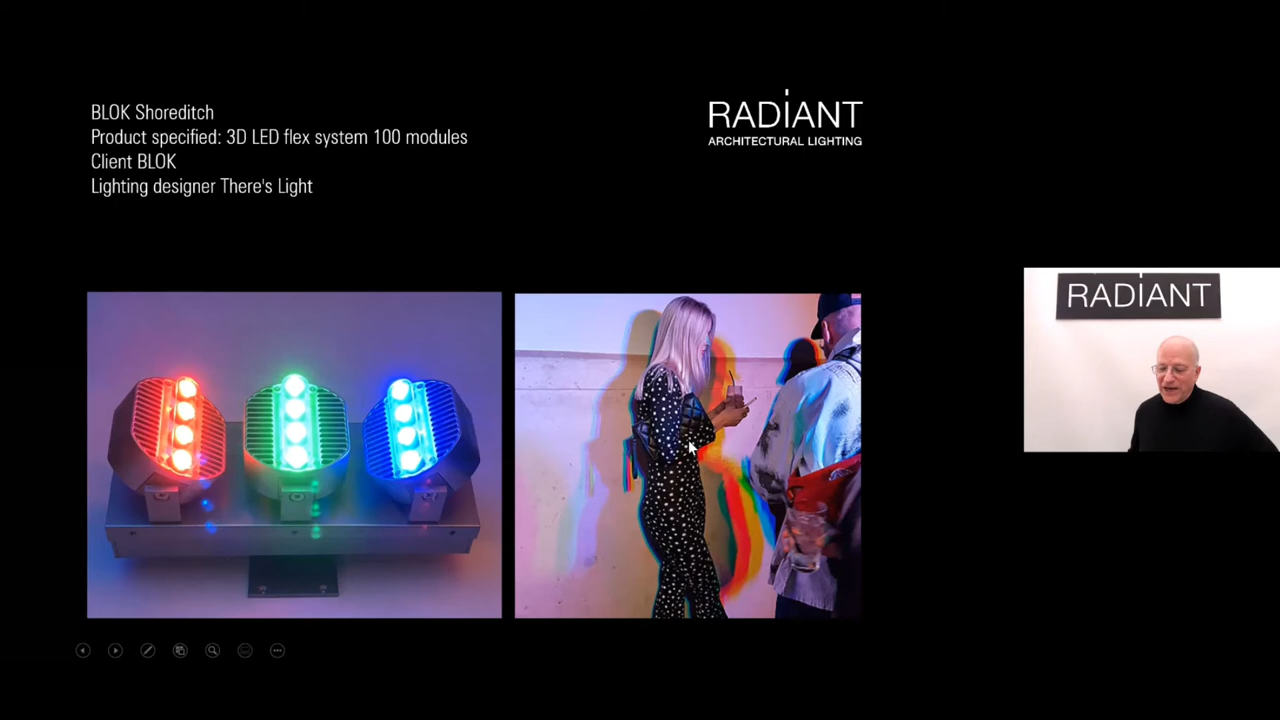 BLOK Shoreditch
Product specified: 3D LED flex system 100 modules
Client BLOK
Lighting designer There's Light
RADiANT
ARCHITECTURAL LIGHTING
RADiANT